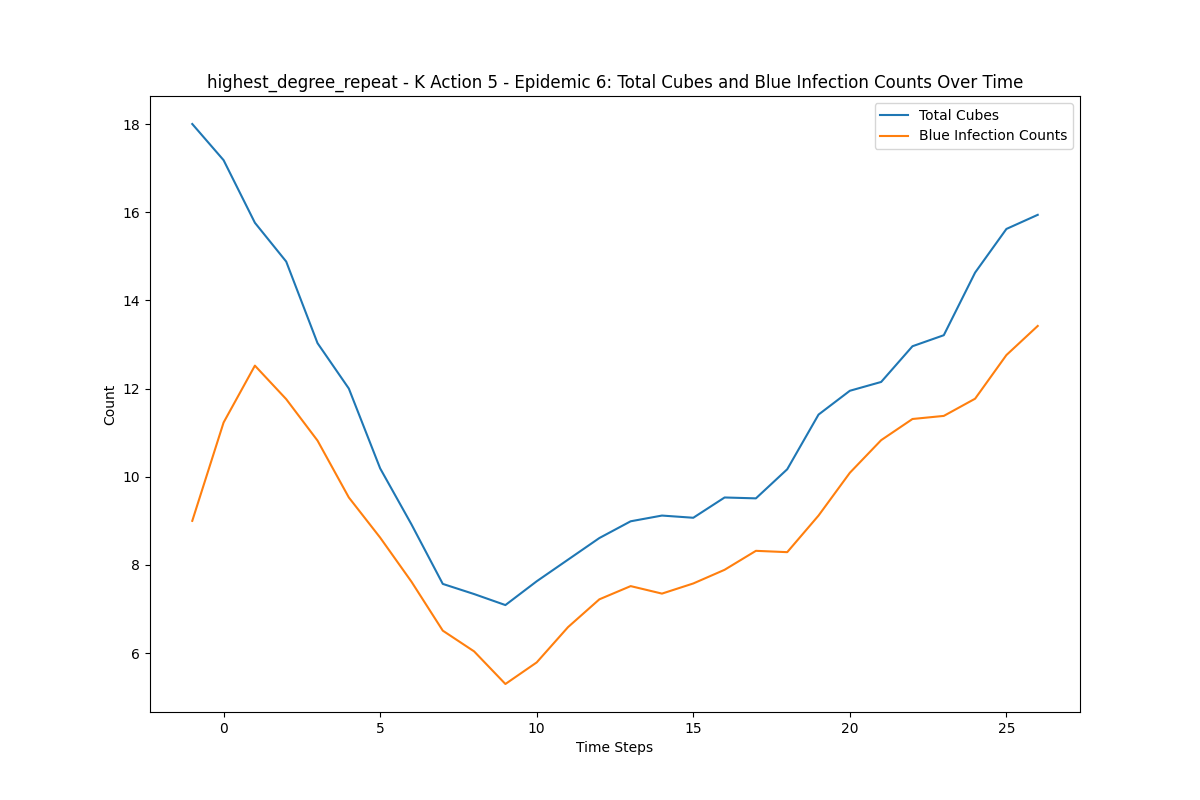 highest_degree_repeat - K Action 5 - Epidemic 6: Total Cubes and Blue Infection Counts Over Time
Total Cubes
Blue Infection Counts
18
16
14
12
10
8
6
Count
0 5 10 15 20 25
Time Steps